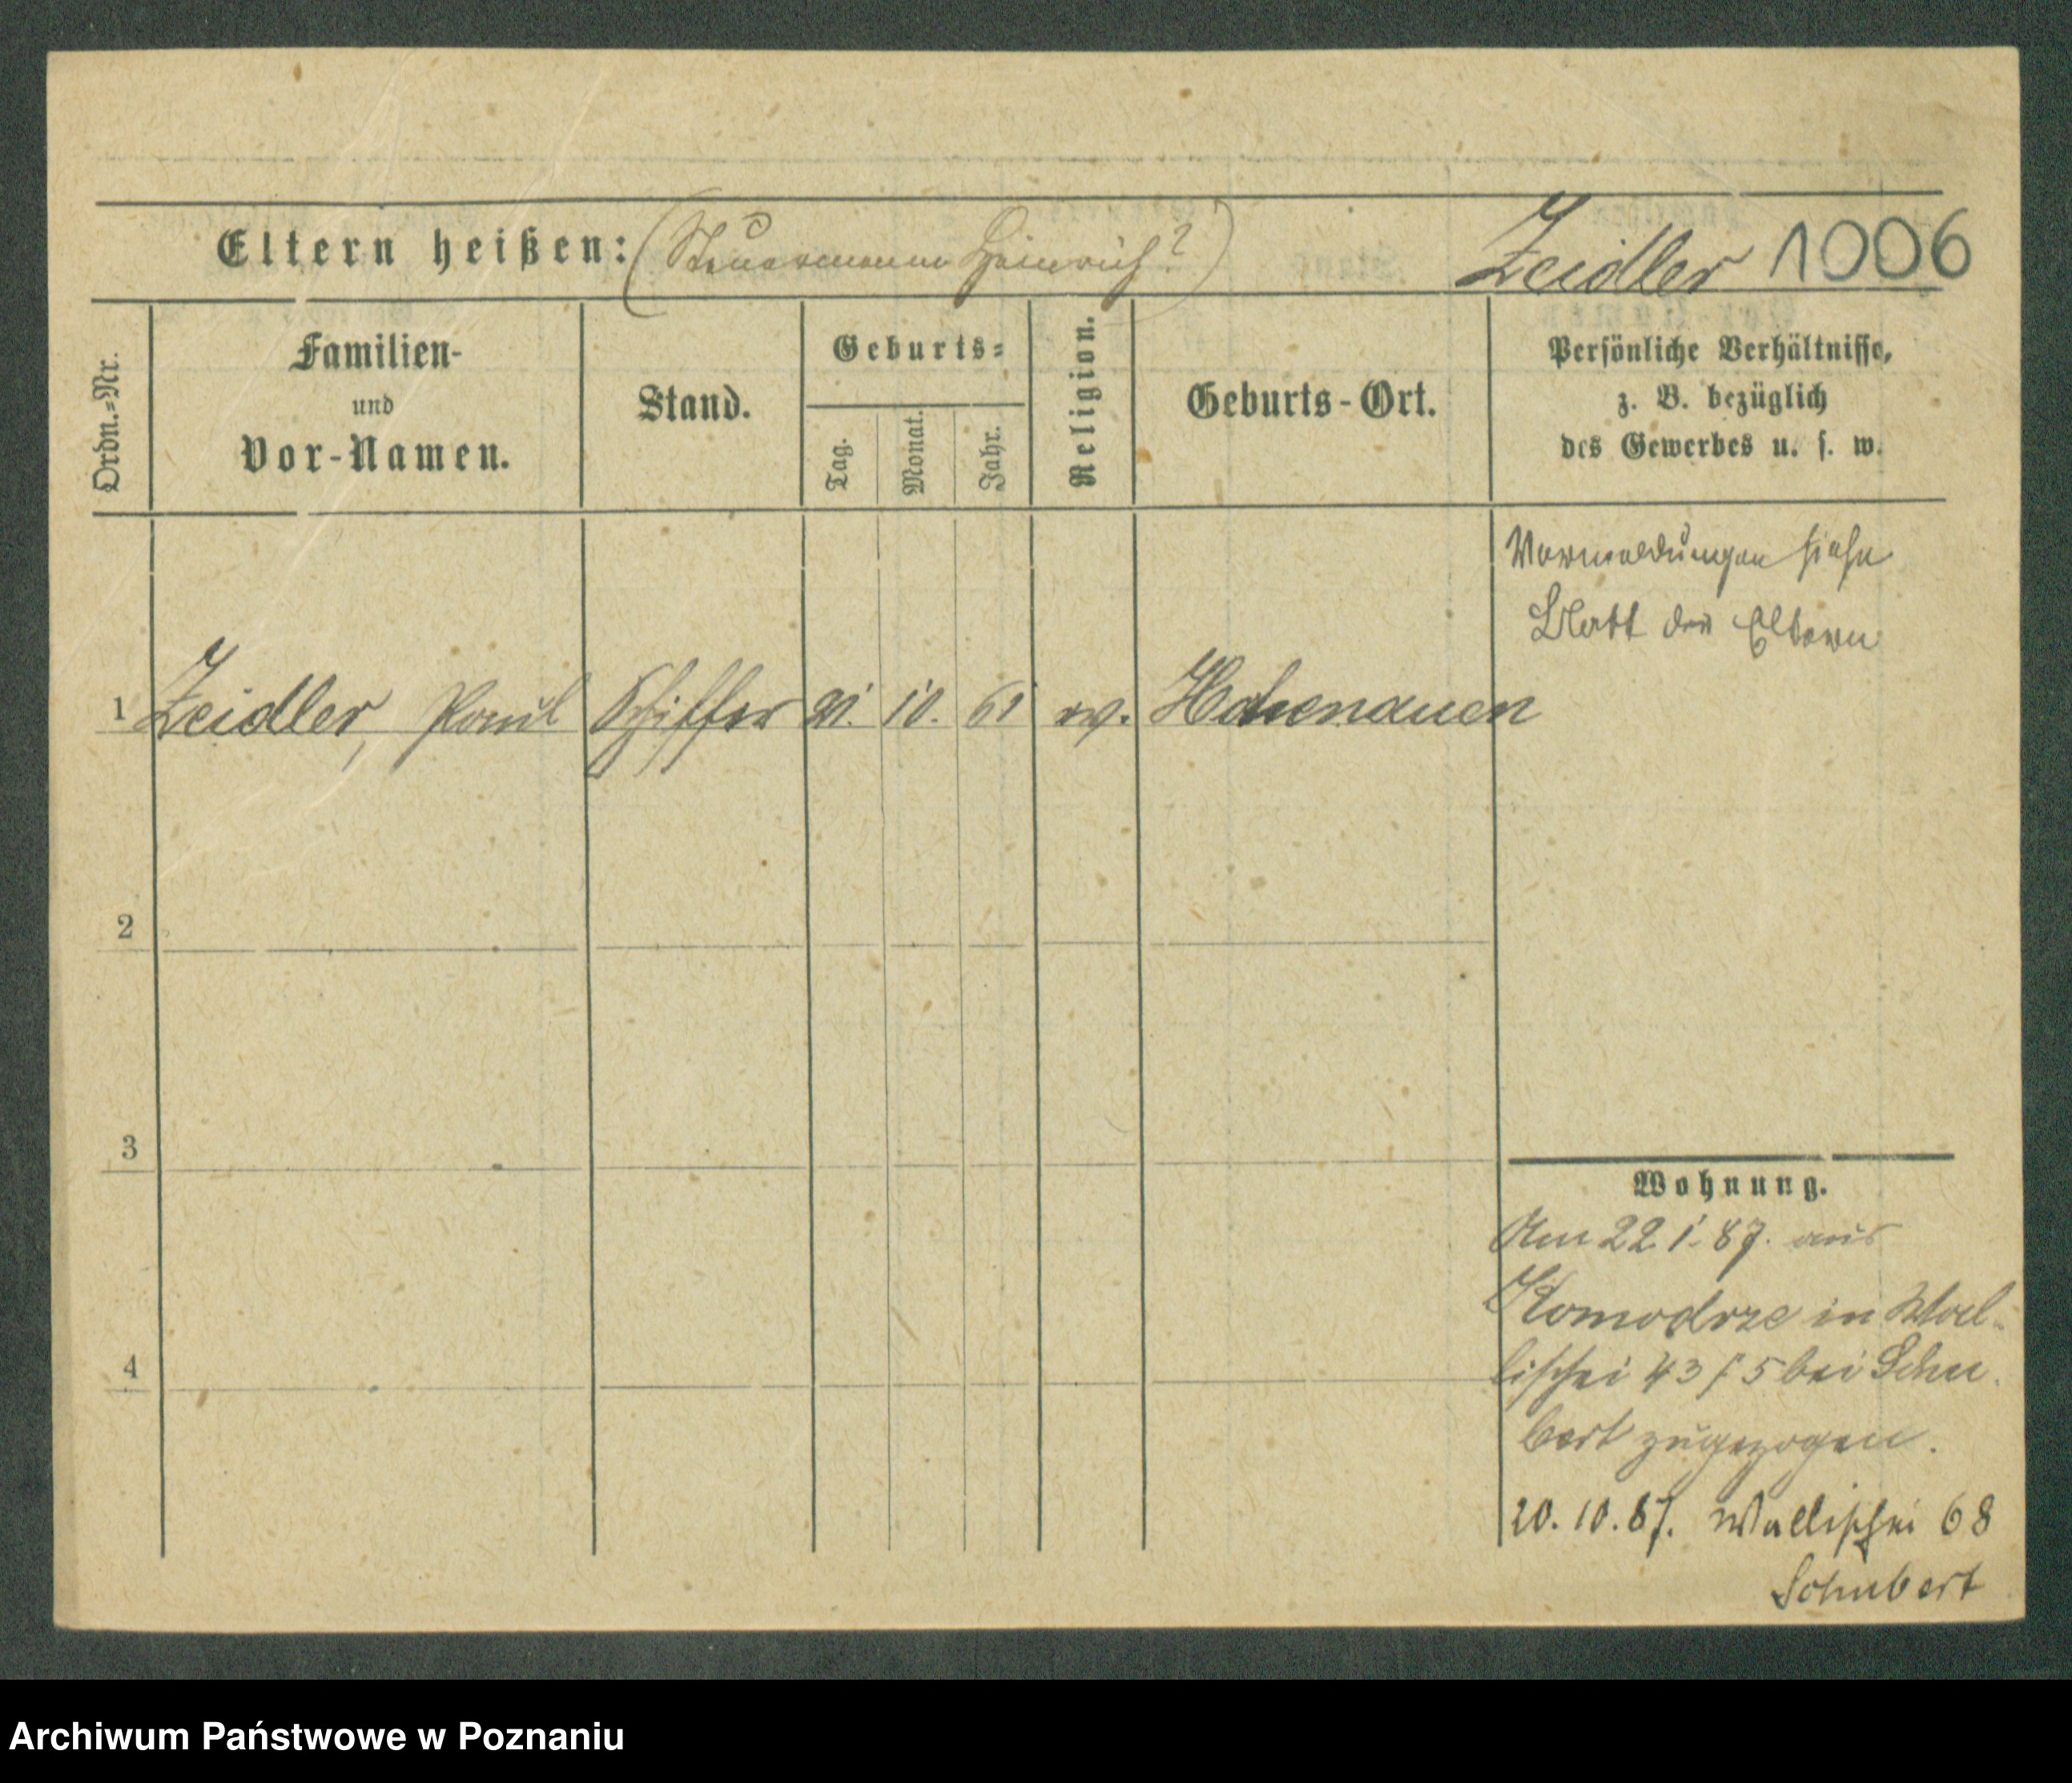 Eltern heißen: (Steuermann Heinrich?) Zeidler 1006
Ordn.=Nr.
Familien-
und
Vor-Namen.
Stand.
Geburts=
Tag.
Monat.
Jahr.
Religion.
Geburts-Ort.
Persönliche Verhältnisse,
z. B. bezüglich
des Gewerbes u. s. w.
Vormeldungen siehe
Blatt der Eltern
1 Zeidler, Paul Schiffer 21. 10. 61 ev. Hohenauen
2
3
4
Wohnung.
Am 22. 1. 87. aus
Komodrze in Wal-
lischei 43/5 bei Schu-
bert zugezogen.
20. 10. 87. Wallischei 68
Schubert
Archiwum Państwowe w Poznaniu